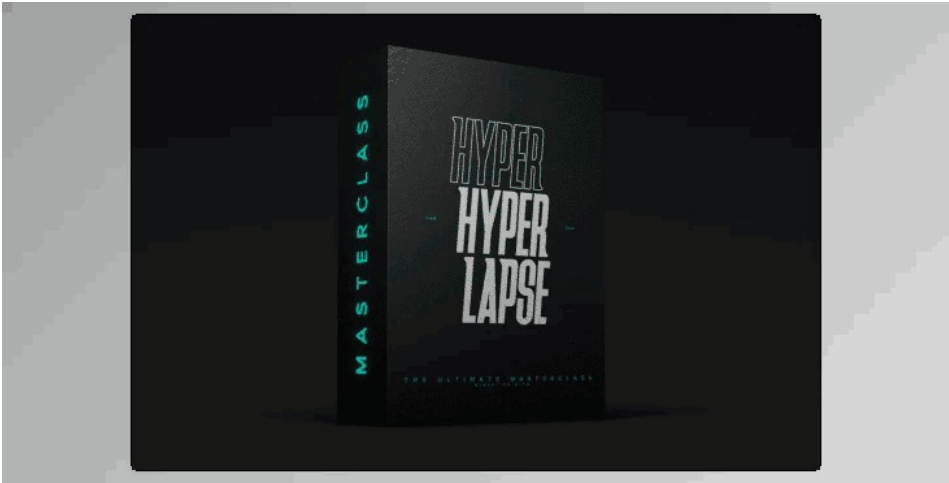 MASTERCLASS
HYPER
HYPER
LAPSE
THE ULTIMATE MASTERCLASS